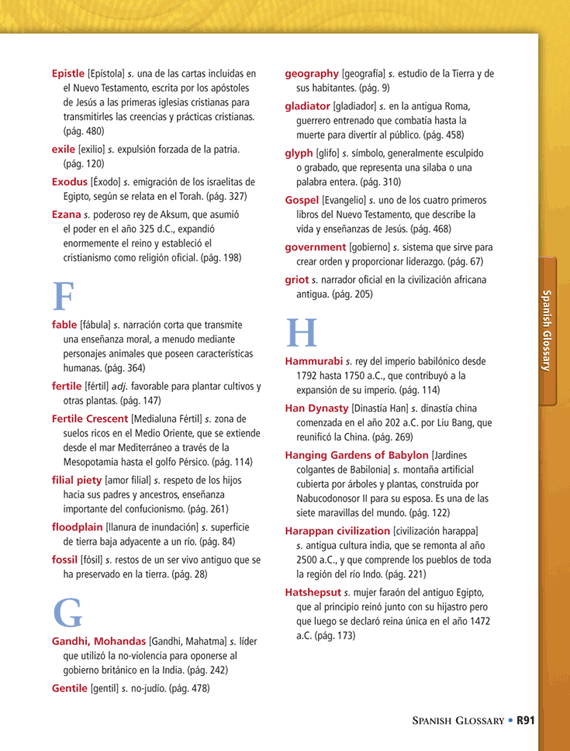 Epistle [Epístola] s. una de las cartas incluidas en
el Nuevo Testamento, escrita por los apóstoles
de Jesús a las primeras iglesias cristianas para
transmitirles las creencias y prácticas cristianas.
(pág. 480)
exile [exilio] s. expulsión forzada de la patria.
(pág. 120)
Exodus [Éxodo] s. emigración de los israelitas de
Egipto, según se relata en el Torah. (pág. 327)
Ezana s. poderoso rey de Aksum, que asumió
el poder en el año 325 d.C., expandió
enormemente el reino y estableció el
cristianismo como religión oficial. (pág. 198)
F
fable [fábula] s. narración corta que transmite
una enseñanza moral, a menudo mediante
personajes animales que poseen características
humanas. (pág. 364)
fertile [fértil] adj. favorable para plantar cultivos y
otras plantas. (pág. 147)
Fertile Crescent [Medialuna Fértil] s. zona de
suelos ricos en el Medio Oriente, que se extiende
desde el mar Mediterráneo a través de la
Mesopotamia hasta el golfo Pérsico. (pág. 114)
filial piety [amor filial] s. respeto de los hijos
hacia sus padres y ancestros, enseñanza
importante del confucionismo. (pág. 261)
floodplain [llanura de inundación] s. superficie
de tierra baja adyacente a un río. (pág. 84)
fossil [fósil] s. restos de un ser vivo antiguo que se
ha preservado en la tierra. (pág. 28)
G
Gandhi, Mohandas [Gandhi, Mahatma] s. líder
que utilizó la no-violencia para oponerse al
gobierno británico en la India. (pág. 242)
Gentile [gentil] s. no-judío. (pág. 478)
geography [geografía] s. estudio de la Tierra y de
sus habitantes. (pág. 9)
gladiator [gladiador] s. en la antigua Roma,
guerrero entrenado que combatía hasta la
muerte para divertir al público. (pág. 458)
glyph [glifo] s. símbolo, generalmente esculpido
o grabado, que representa una sílaba o una
palabra entera. (pág. 310)
Gospel [Evangelio] s. uno de los cuatro primeros
libros del Nuevo Testamento, que describe la
vida y enseñanzas de Jesús. (pág. 468)
government [gobierno] s. sistema que sirve para
crear orden y proporcionar liderazgo. (pág. 67)
griot s. narrador oficial en la civilización africana
antigua. (pág. 205)
H
Hammurabi s. rey del imperio babilónico desde
1792 hasta 1750 a.C., que contribuyó a la
expansión de su imperio. (pág. 114)
Han Dynasty [Dinastía Han] s. dinastía china
comenzada en el año 202 a.C. por Liu Bang, que
reunificó la China. (pág. 269)
Hanging Gardens of Babylon [Jardines
colgantes de Babilonia] s. montaña artificial
cubierta por árboles y plantas, construida por
Nabucodonosor II para su esposa. Es una de las
siete maravillas del mundo. (pág. 122)
Harappan civilization [civilización harappa]
s. antigua cultura india, que se remonta al año
2500 a.C., y que comprende los pueblos de toda
la región del río Indo. (pág. 221)
Hatshepsut s. mujer faraón del antiguo Egipto,
que al principio reinó junto con su hijastro pero
que luego se declaró reina única en el año 1472
a.C. (pág. 173)
Spanish Glossary
SPANISH GLOSSARY • R91